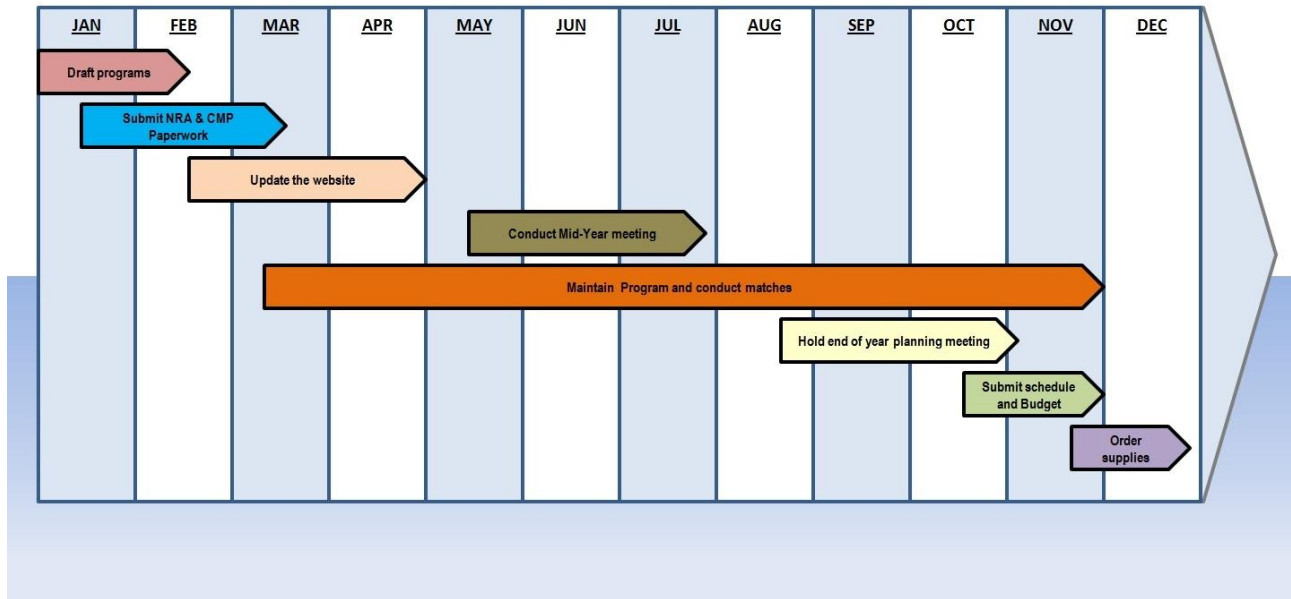 JAN FEB MAR APR MAY JUN JUL AUG SEP OCT NOV DEC
Draft programs
Submit NRA & CMP
Paperwork
Update the website
Conduct Mid-Year meeting
Maintain Program and conduct matches
Hold end of year planning meeting
Submit schedule
and Budget
Order
supplies